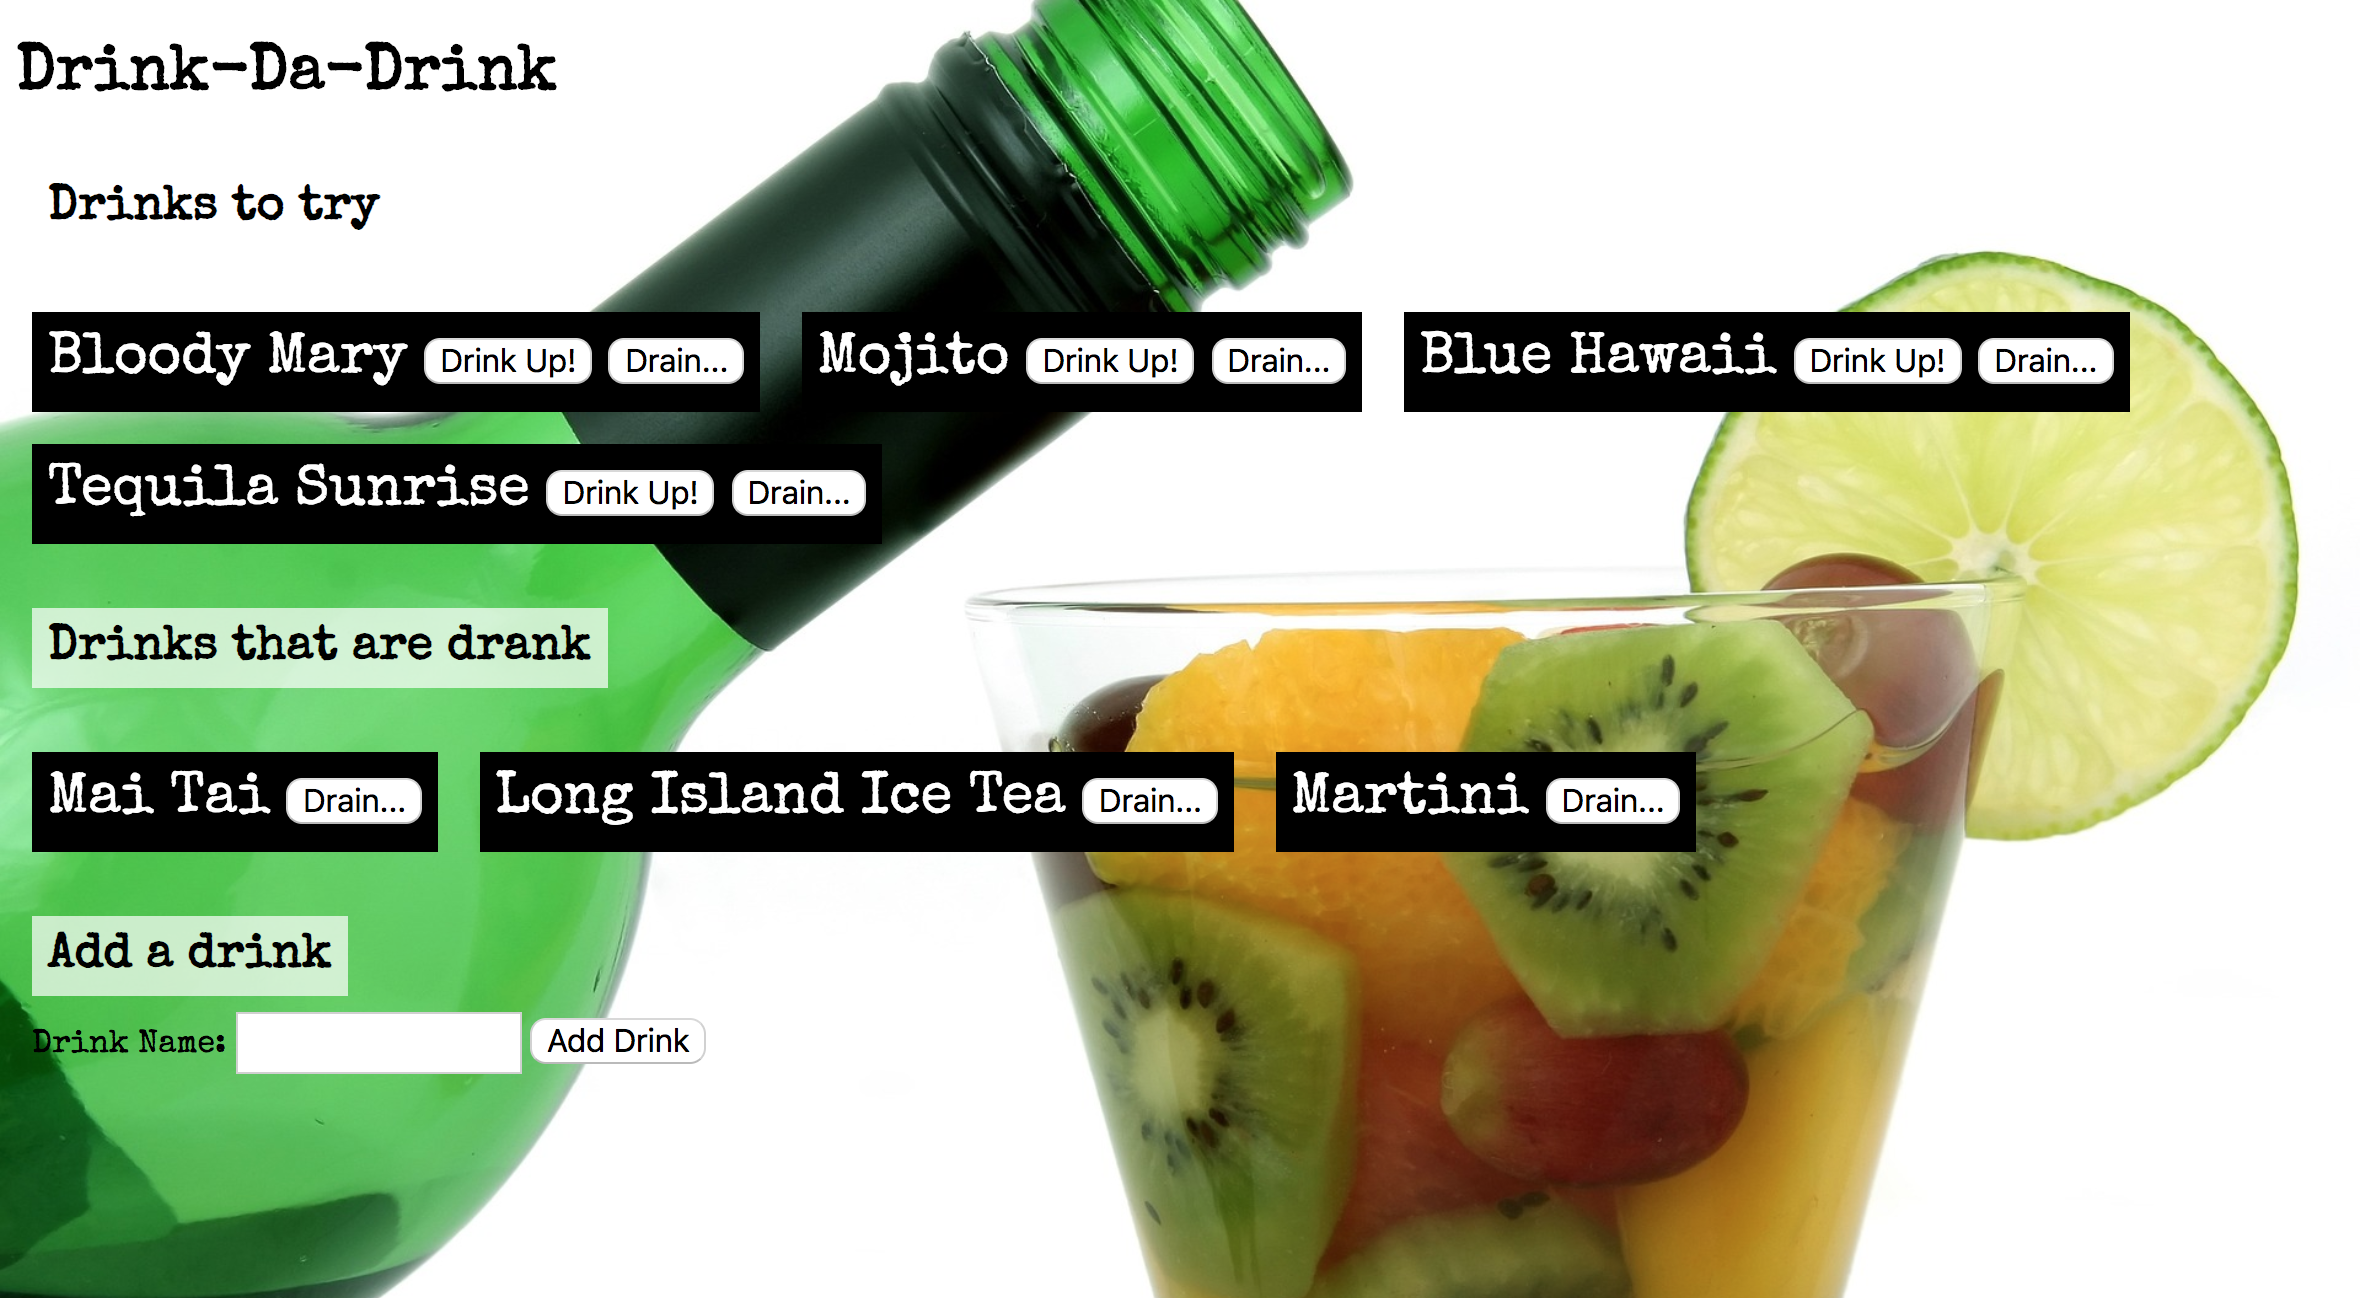 Drink-Da-Drink
Drinks to try
Bloody Mary Drink Up! Drain... Mojito Drink Up! Drain... Blue Hawaii Drink Up! Drain...
Tequila Sunrise Drink Up! Drain...
Drinks that are drank
Mai Tai Drain... Long Island Ice Tea Drain... Martini Drain...
Add a drink
Drink Name: Add Drink